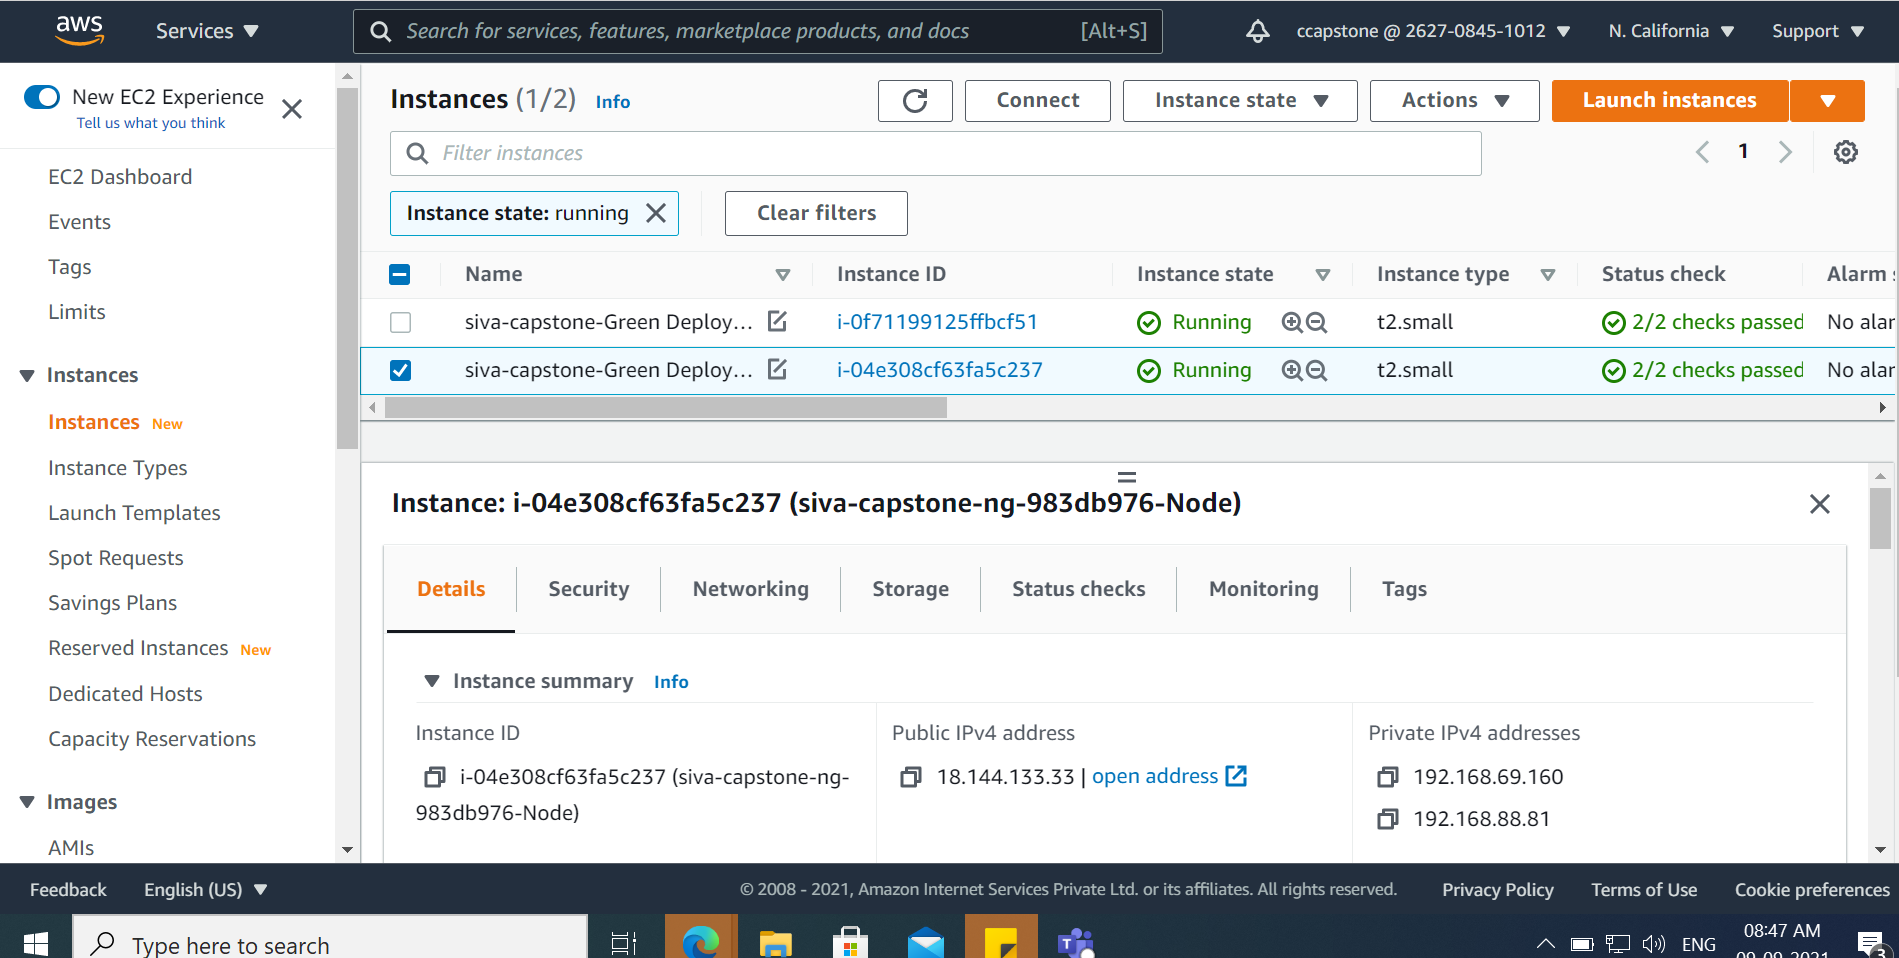 aws Services Search for services, features, marketplace products, and docs [Alt+S] ccapstone @ 2627-0845-1012 N. California Support
New EC2 Experience
Tell us what you think
EC2 Dashboard
Events
Tags
Limits
Instances
Instances New
Instance Types
Launch Templates
Spot Requests
Savings Plans
Reserved Instances New
Dedicated Hosts
Capacity Reservations
Images
AMIs
Instances (1/2) Info Connect Instance state Actions Launch instances
Filter instances 1
Instance state: running Clear filters
Name Instance ID Instance state Instance type Status check Alarm
siva-capstone-Green Deploy... i-0f71199125ffbcf51 Running t2.small 2/2 checks passed No alar
siva-capstone-Green Deploy... i-04e308cf63fa5c237 Running t2.small 2/2 checks passed No alar
Instance: i-04e308cf63fa5c237 (siva-capstone-ng-983db976-Node)
Details Security Networking Storage Status checks Monitoring Tags
Instance summary Info
Instance ID Public IPv4 address Private IPv4 addresses
i-04e308cf63fa5c237 (siva-capstone-ng- 18.144.133.33 | open address 192.168.69.160
983db976-Node) 192.168.88.81
Feedback English (US) © 2008 - 2021, Amazon Internet Services Private Ltd. or its affiliates. All rights reserved. Privacy Policy Terms of Use Cookie preferences
Type here to search ENG 08:47 AM
09-09-2021 3